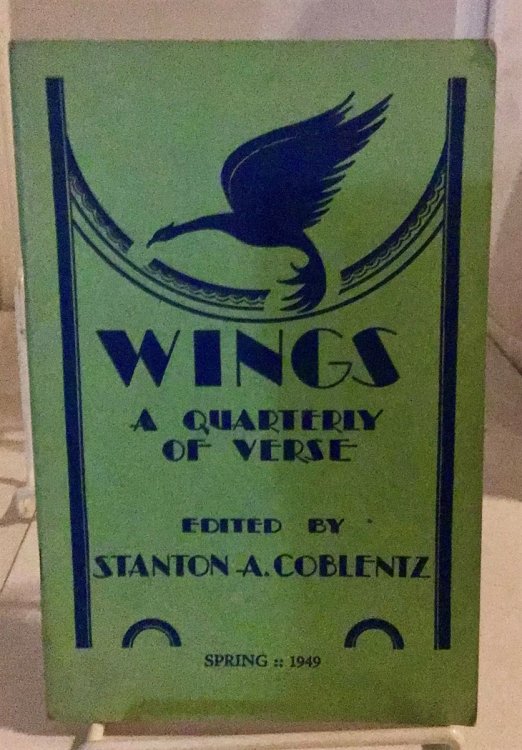 WINGS
A QUARTERLY
OF VERSE
EDITED BY
STANTON A. COBLENTZ
SPRING :: 1949